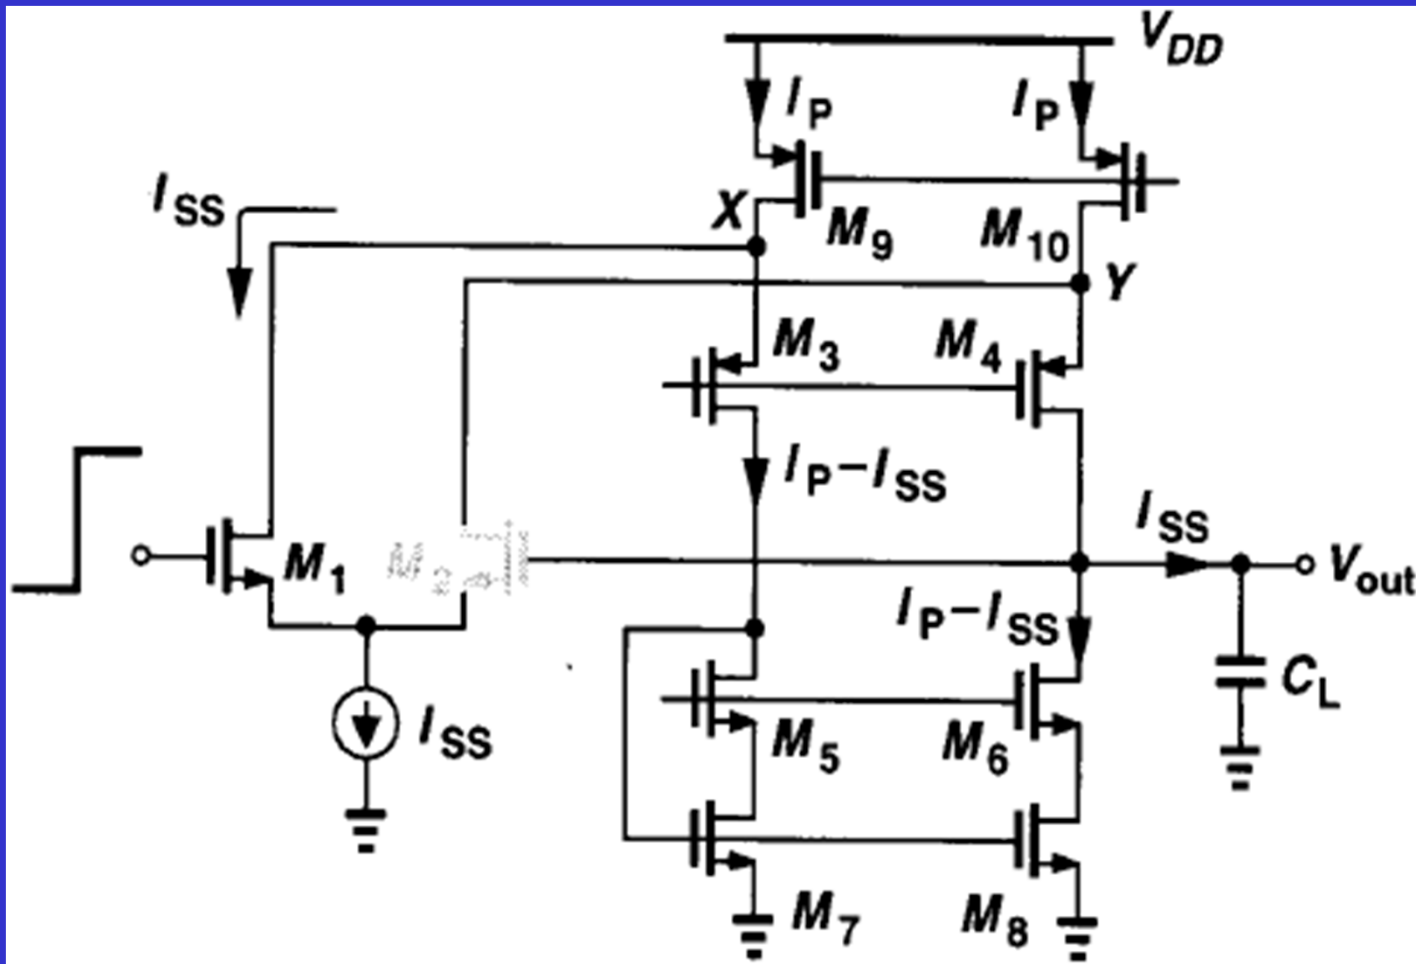 V_DD
I_P
I_P
I_SS
X
M_9
M_10
Y
M_3
M_4
I_P–I_SS
I_SS
M_1
M_2
V_out
I_P–I_SS
C_L
I_SS
M_5
M_6
M_7
M_8